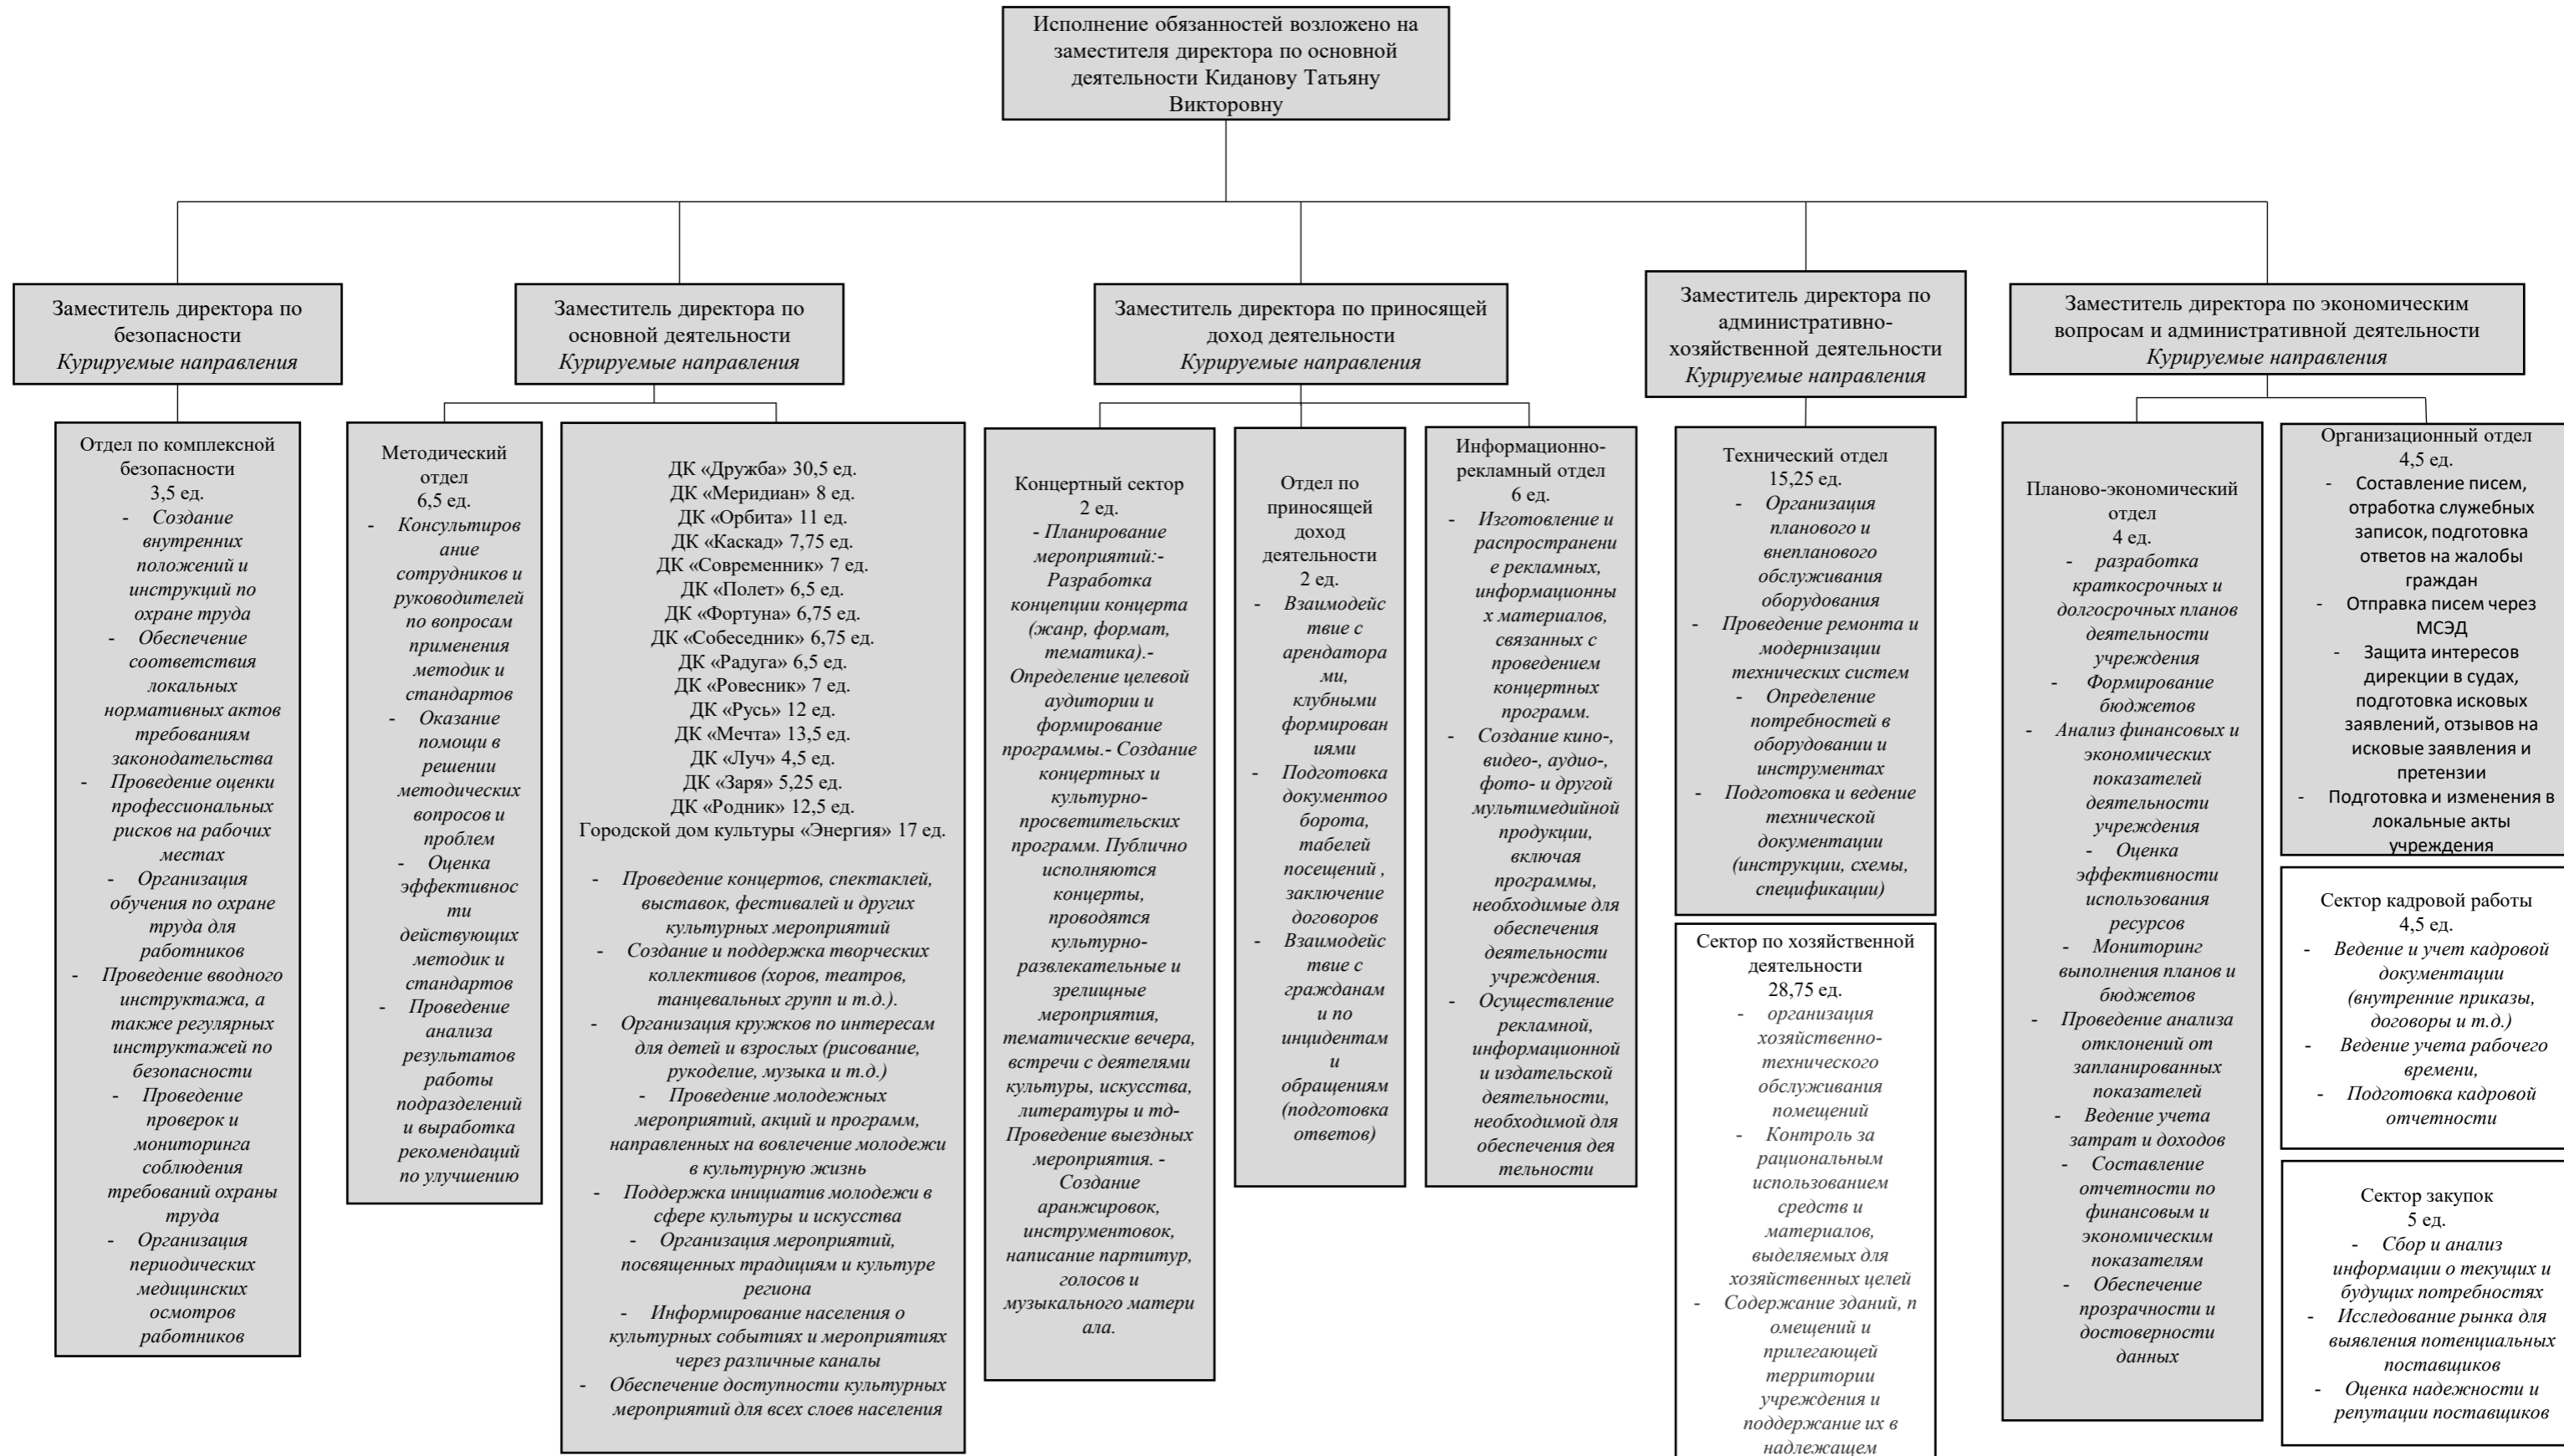 Исполнение обязанностей возложено на
заместителя директора по основной
деятельности Киданову Татьяну
Викторовну
Заместитель директора по
безопасности
Курируемые направления
Заместитель директора по
основной деятельности
Курируемые направления
Заместитель директора по приносящей
доход деятельности
Курируемые направления
Заместитель директора по
административно-
хозяйственной деятельности
Курируемые направления
Заместитель директора по экономическим
вопросам и административной деятельности
Курируемые направления
Отдел по комплексной
безопасности
3,5 ед.
- Создание
внутренних
положений и
инструкций по
охране труда
- Обеспечение
соответствия
локальных
нормативных актов
требованиям
законодательства
- Проведение оценки
профессиональных
рисков на рабочих
местах
- Организация
обучения по охране
труда для
работников
- Проведение вводного
инструктажа, а
также регулярных
инструктажей по
безопасности
- Проведение
проверок и
мониторинга
соблюдения
требований охраны
труда
- Организация
периодических
медицинских
осмотров
работников
Методический
отдел
6,5 ед.
- Консультиров
ание
сотрудников и
руководителей
по вопросам
применения
методик и
стандартов
- Оказание
помощи в
решении
методических
вопросов и
проблем
- Оценка
эффективнос
ти
действующих
методик и
стандартов
- Проведение
анализа
результатов
работы
подразделений
и выработка
рекомендаций
по улучшению
ДК «Дружба» 30,5 ед.
ДК «Меридиан» 8 ед.
ДК «Орбита» 11 ед.
ДК «Каскад» 7,75 ед.
ДК «Современник» 7 ед.
ДК «Полет» 6,5 ед.
ДК «Фортуна» 6,75 ед.
ДК «Собеседник» 6,75 ед.
ДК «Радуга» 6,5 ед.
ДК «Ровесник» 7 ед.
ДК «Русь» 12 ед.
ДК «Мечта» 13,5 ед.
ДК «Луч» 4,5 ед.
ДК «Заря» 5,25 ед.
ДК «Родник» 12,5 ед.
Городской дом культуры «Энергия» 17 ед.
- Проведение концертов, спектаклей,
выставок, фестивалей и других
культурных мероприятий
- Создание и поддержка творческих
коллективов (хоров, театров,
танцевальных групп и т.д.).
- Организация кружков по интересам
для детей и взрослых (рисование,
рукоделие, музыка и т.д.)
- Проведение молодежных
мероприятий, акций и программ,
направленных на вовлечение молодежи
в культурную жизнь
- Поддержка инициатив молодежи в
сфере культуры и искусства
- Организация мероприятий,
посвященных традициям и культуре
региона
- Информирование населения о
культурных событиях и мероприятиях
через различные каналы
- Обеспечение доступности культурных
мероприятий для всех слоев населения
Концертный сектор
2 ед.
- Планирование
мероприятий:-
Разработка
концепции концерта
(жанр, формат,
тематика).-
Определение целевой
аудитории и
формирование
программы.- Создание
концертных и
культурно-
просветительских
программ. Публично
исполняются
концерты,
проводятся
культурно-
развлекательные и
зрелищные
мероприятия,
тематические вечера,
встречи с деятелями
культуры, искусства,
литературы и тд-
Проведение выездных
мероприятия. -
Создание
аранжировок,
инструментовок,
написание партитур,
голосов и
музыкального матери
ала.
Отдел по
приносящей
доход
деятельности
2 ед.
- Взаимодейс
твие с
арендатора
ми,
клубными
формирован
иями
- Подготовка
документоо
борота,
табелей
посещений ,
заключение
договоров
- Взаимодейс
твие с
гражданам
и по
инцидентам
и
обращениям
(подготовка
ответов)
Информационно-
рекламный отдел
6 ед.
- Изготовление и
распространени
е рекламных,
информационны
х материалов,
связанных с
проведением
концертных
программ.
- Создание кино-,
видео-, аудио-,
фото- и другой
мультимедийной
продукции,
включая
программы,
необходимые для
обеспечения
деятельности
учреждения.
- Осуществление
рекламной,
информационной
и издательской
деятельности,
необходимой для
обеспечения дея
тельности
Технический отдел
15,25 ед.
- Организация
планового и
внепланового
обслуживания
оборудования
- Проведение ремонта и
модернизации
технических систем
- Определение
потребностей в
оборудовании и
инструментах
- Подготовка и ведение
технической
документации
(инструкции, схемы,
спецификации)
Сектор по хозяйственной
деятельности
28,75 ед.
- организация
хозяйственно-
технического
обслуживания
помещений
- Контроль за
рациональным
использованием
средств и
материалов,
выделяемых для
хозяйственных целей
- Содержание зданий, п
омещений и
прилегающей
территории
учреждения и
поддержание их в
надлежащем
Планово-экономический
отдел
4 ед.
- разработка
краткосрочных и
долгосрочных планов
деятельности
учреждения
- Формирование
бюджетов
- Анализ финансовых и
экономических
показателей
деятельности
учреждения
- Оценка
эффективности
использования
ресурсов
- Мониторинг
выполнения планов и
бюджетов
- Проведение анализа
отклонений от
запланированных
показателей
- Ведение учета
затрат и доходов
- Составление
отчетности по
финансовым и
экономическим
показателям
- Обеспечение
прозрачности и
достоверности
данных
Организационный отдел
4,5 ед.
- Составление писем,
отработка служебных
записок, подготовка
ответов на жалобы
граждан
- Отправка писем через
МСЭД
- Защита интересов
дирекции в судах,
подготовка исковых
заявлений, отзывов на
исковые заявления и
претензии
- Подготовка и изменения в
локальные акты
учреждения
Сектор кадровой работы
4,5 ед.
- Ведение и учет кадровой
документации
(внутренние приказы,
договоры и т.д.)
- Ведение учета рабочего
времени,
- Подготовка кадровой
отчетности
Сектор закупок
5 ед.
- Сбор и анализ
информации о текущих и
будущих потребностях
- Исследование рынка для
выявления потенциальных
поставщиков
- Оценка надежности и
репутации поставщиков